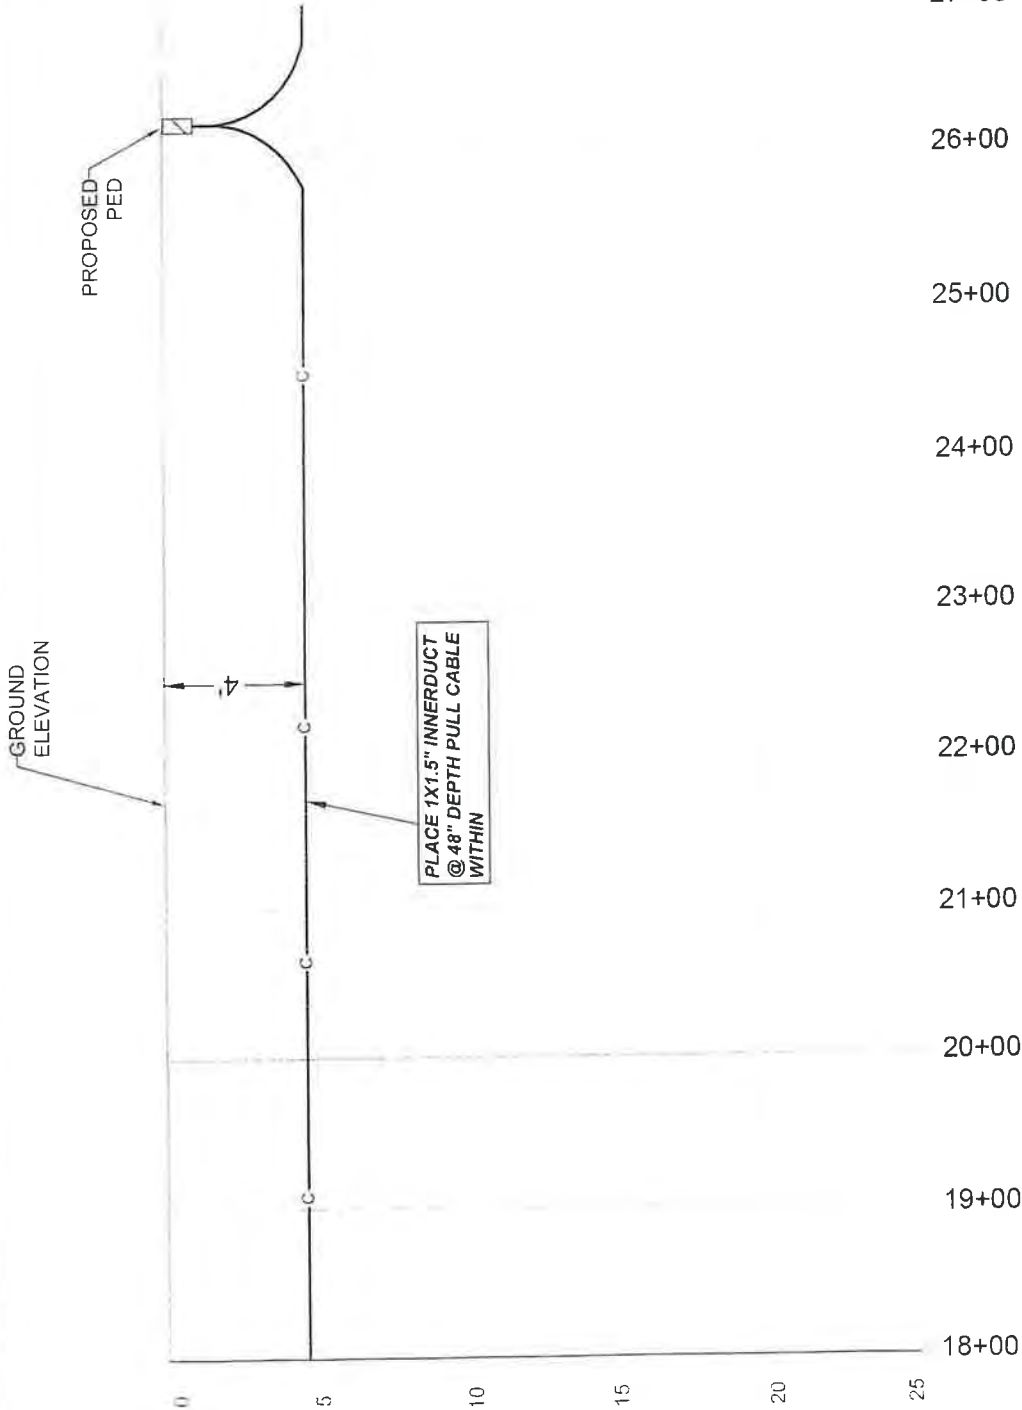 GROUND
ELEVATION
PROPOSED
PED
4'
PLACE 1X1.5" INNERDUCT
@ 48" DEPTH PULL CABLE
WITHIN
C
C
C
C
C
0
5
10
15
20
25
18+00
19+00
20+00
21+00
22+00
23+00
24+00
25+00
26+00